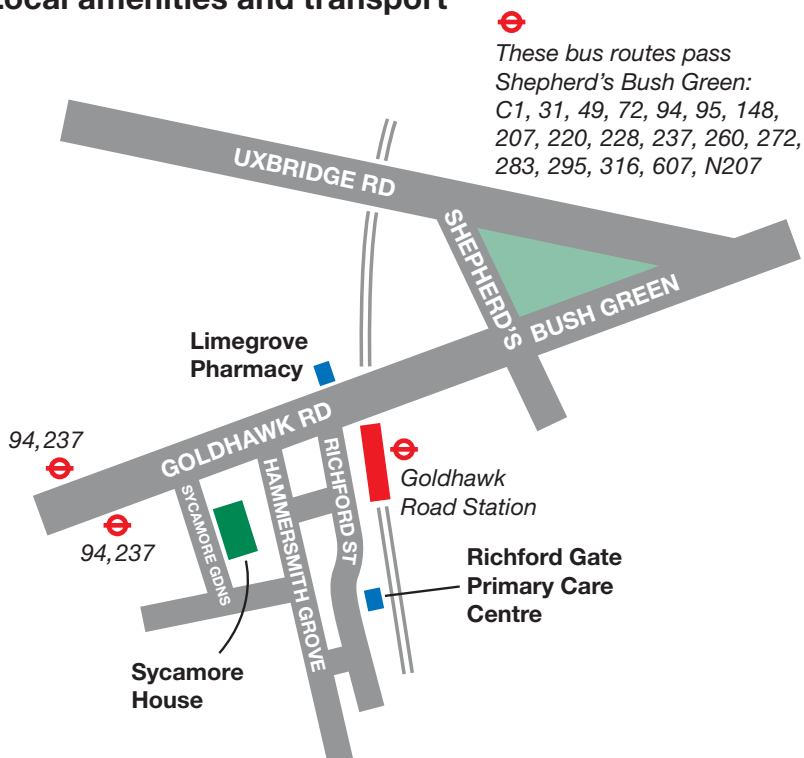 Local amenities and transport
These bus routes pass
Shepherd's Bush Green:
C1, 31, 49, 72, 94, 95, 148,
207, 220, 228, 237, 260, 272,
283, 295, 316, 607, N207
UXBRIDGE RD
SHEPHERD'S
BUSH GREEN
Limegrove
Pharmacy
GOLDHAWK RD
94,237
94,237
SYCAMORE GDNS
HAMMERSMITH GROVE
RICHFORD ST
Goldhawk
Road Station
Richford Gate
Primary Care
Centre
Sycamore
House